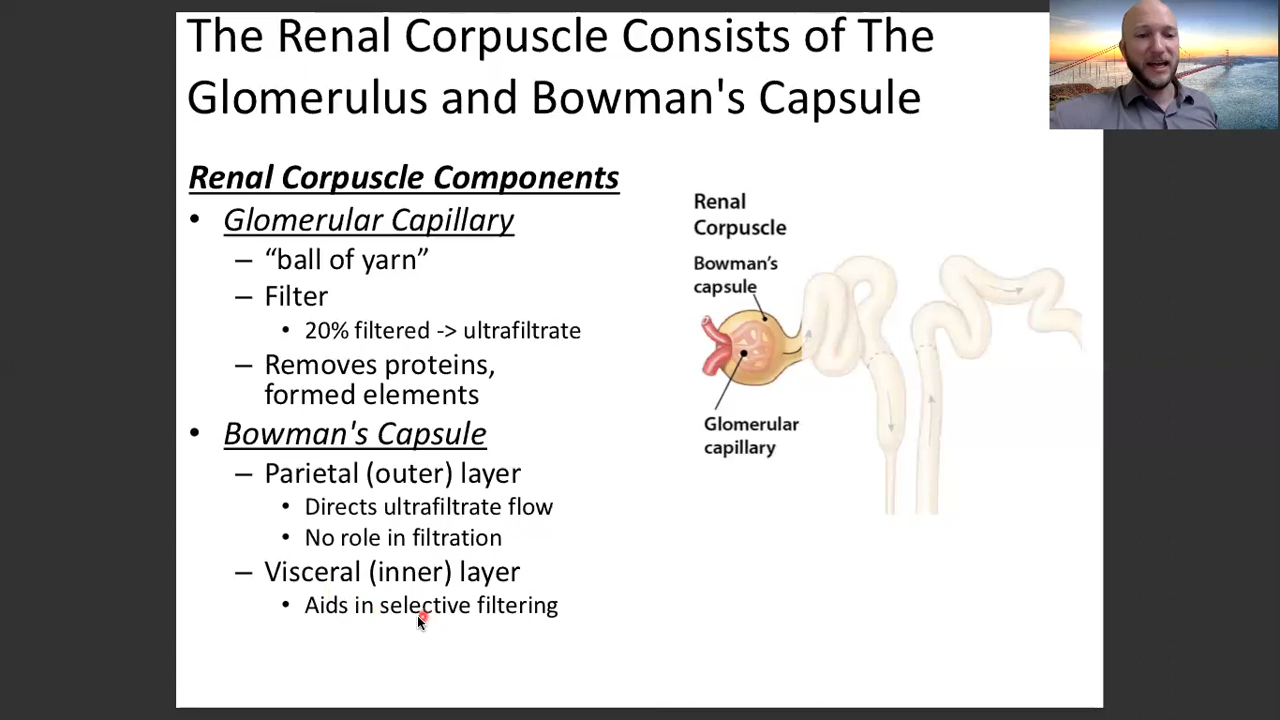 The Renal Corpuscle Consists of The
Glomerulus and Bowman's Capsule
Renal Corpuscle Components
• Glomerular Capillary
– “ball of yarn”
– Filter
• 20% filtered -> ultrafiltrate
– Removes proteins,
formed elements
• Bowman's Capsule
– Parietal (outer) layer
• Directs ultrafiltrate flow
• No role in filtration
– Visceral (inner) layer
• Aids in selective filtering
Renal
Corpuscle
Bowman’s
capsule
Glomerular
capillary